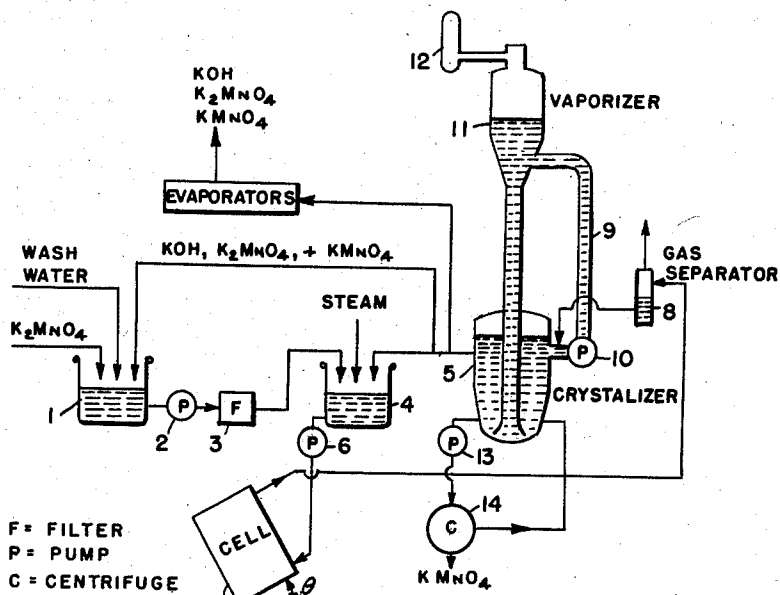 12
KOH
K2MNO4
KMNO4
VAPORIZER
11
EVAPORATORS
9
WASH
WATER
KOH, K2MNO4, + KMNO4
GAS
SEPARATOR
STEAM
8
K2MNO4
P
10
5
CRYSTALIZER
1
P
F
4
2
3
P
6
P
13
14
C
CELL
F = FILTER
P = PUMP
C = CENTRIFUGE
θ
KMNO4